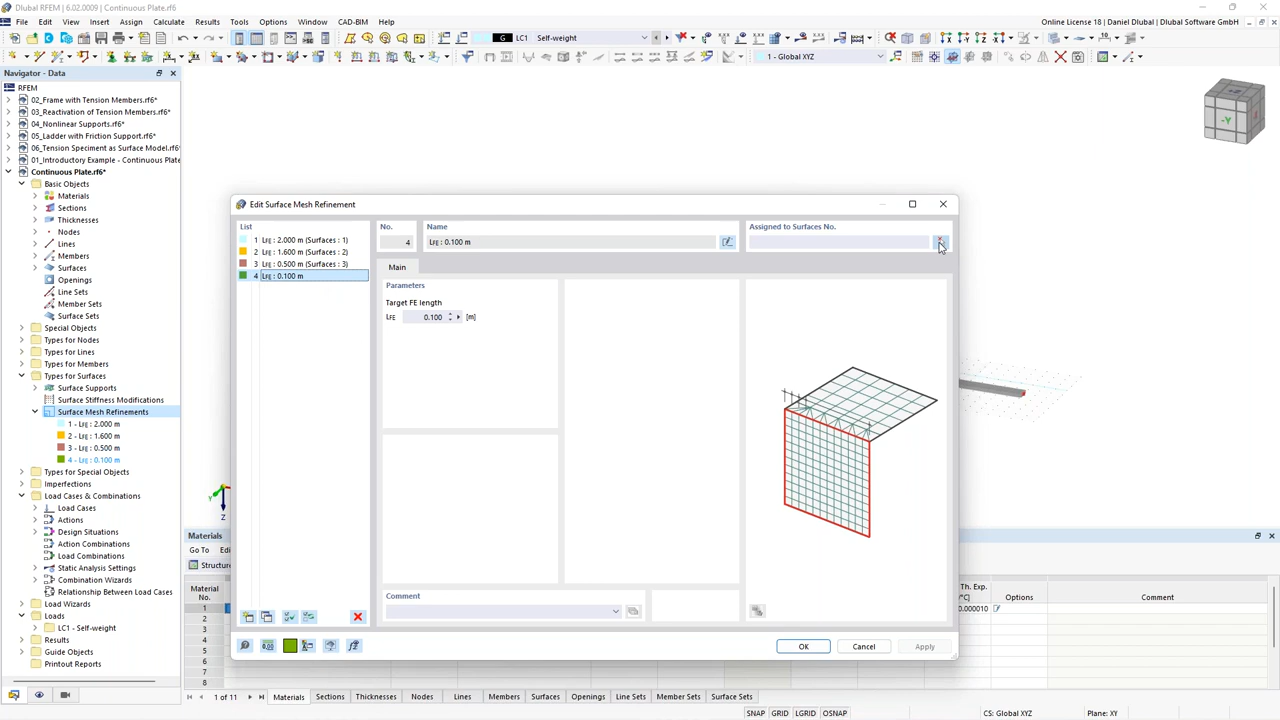 Dlubal RFEM | 6.02.0009 | Continuous Plate.rf6*
File Edit View Insert Assign Calculate Results Tools Options Window CAD-BIM Help
Online License 18 | Daniel Dlubal | Dlubal Software GmbH
G LC1 Self-weight
1 - Global XYZ
Navigator - Data
RFEM
02_Frame with Tension Members.rf6*
03_Reactivation of Tension Members.rf6*
04_Nonlinear Supports.rf6*
05_Ladder with Friction Support.rf6*
06_Tension Speciment as Surface Model.rf6*
01_Introductory Example - Continuous Plate
Continuous Plate.rf6*
Basic Objects
Materials
Sections
Thicknesses
Nodes
Lines
Members
Surfaces
Openings
Line Sets
Member Sets
Surface Sets
Special Objects
Types for Nodes
Types for Lines
Types for Members
Types for Surfaces
Surface Supports
Surface Stiffness Modifications
Surface Mesh Refinements
1 - LFE : 2.000 m
2 - LFE : 1.600 m
3 - LFE : 0.500 m
4 - LFE : 0.100 m
Types for Special Objects
Imperfections
Load Cases & Combinations
Load Cases
Actions
Design Situations
Action Combinations
Load Combinations
Static Analysis Settings
Combination Wizards
Relationship Between Load Cases
Load Wizards
Loads
LC1 - Self-weight
Results
Guide Objects
Printout Reports
Edit Surface Mesh Refinement
List
1 LFE : 2.000 m (Surfaces : 1)
2 LFE : 1.600 m (Surfaces : 2)
3 LFE : 0.500 m (Surfaces : 3)
4 LFE : 0.100 m
No.
4
Name
LFE : 0.100 m
Assigned to Surfaces No.
Main
Parameters
Target FE length
LFE 0.100 [m]
Comment
OK Cancel Apply
-Y
Z
Materials
Go To
Structure
Material
No.
1
2
3
4
5
6
7
8
Th. Exp.
Options
Comment
0.000010
1 of 11 Materials Sections Thicknesses Nodes Lines Members Surfaces Openings Line Sets Member Sets Surface Sets
SNAP GRID LGRID OSNAP CS: Global XYZ Plane: XY